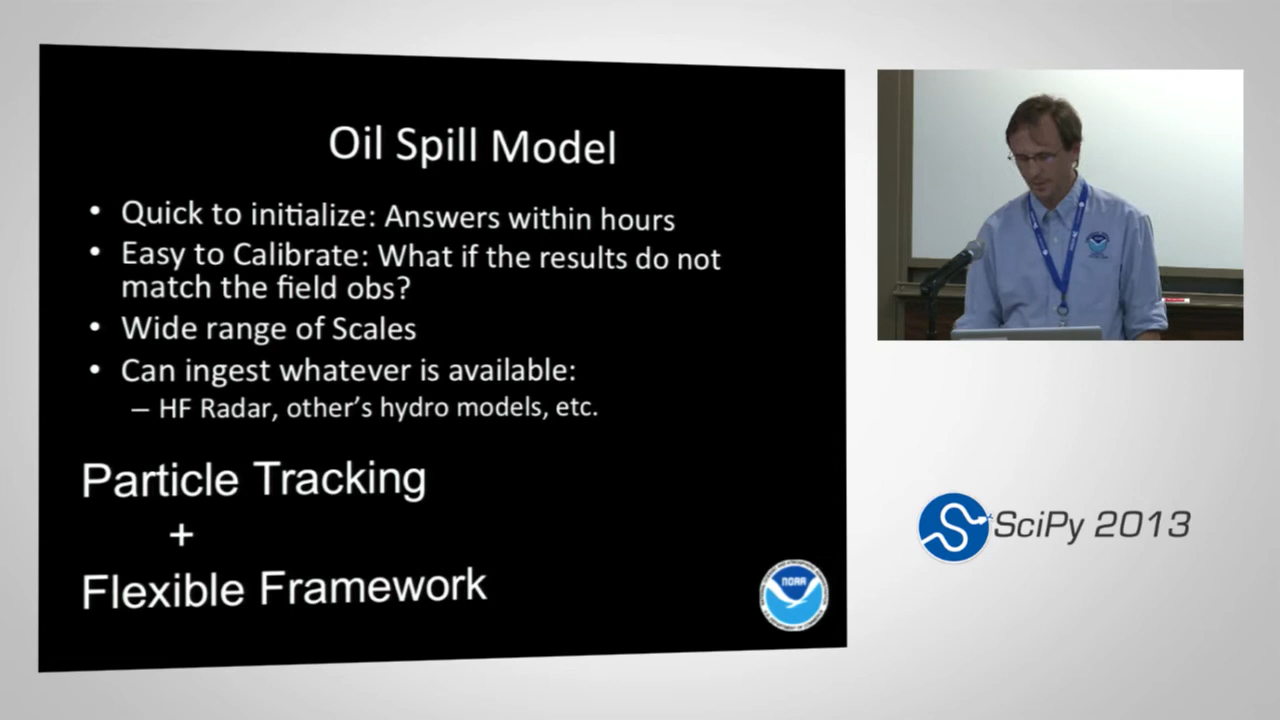 Oil Spill Model
• Quick to initialize: Answers within hours
• Easy to Calibrate: What if the results do not
match the field obs?
• Wide range of Scales
• Can ingest whatever is available:
– HF Radar, other's hydro models, etc.
Particle Tracking
+
Flexible Framework
NOAA
SciPy 2013